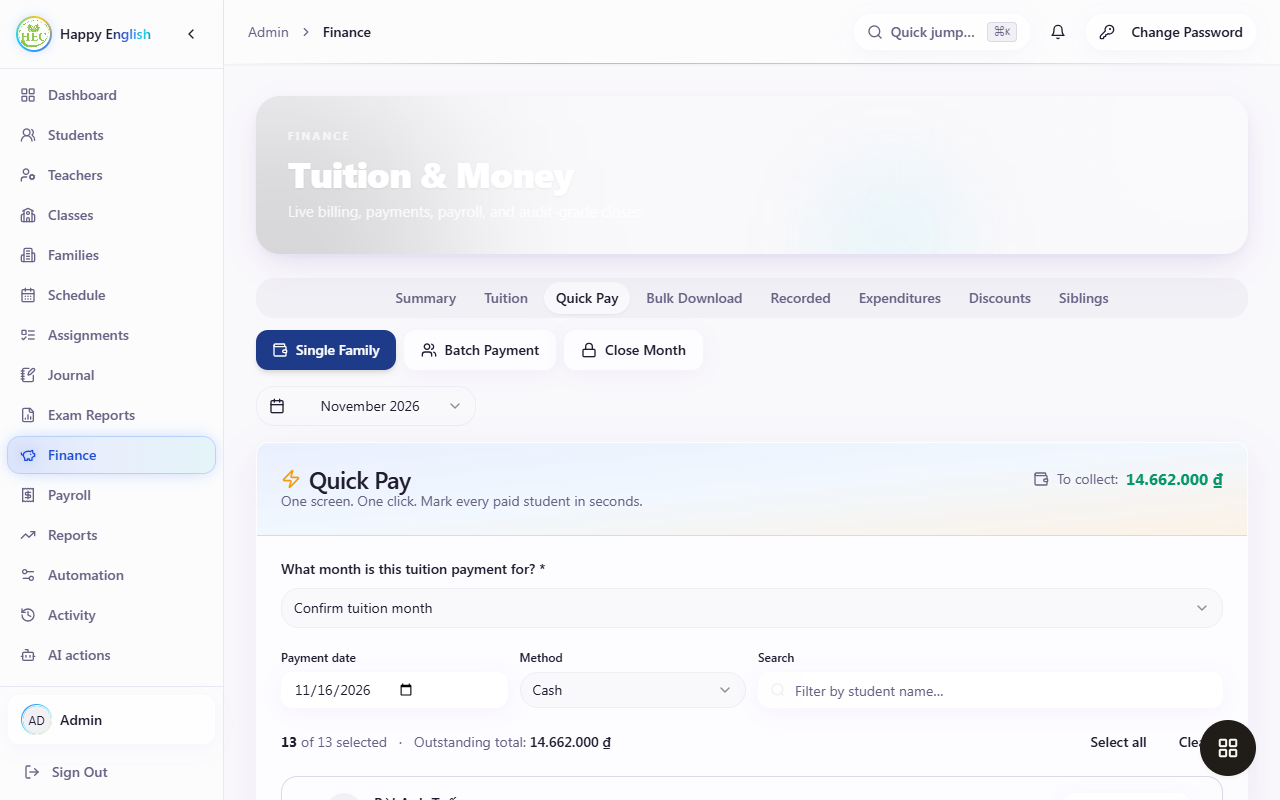 HEC
Happy English
Admin
Finance
Quick jump...
⌘K
Change Password
Dashboard
Students
Teachers
Classes
Families
Schedule
Assignments
Journal
Exam Reports
Finance
Payroll
Reports
Automation
Activity
AI actions
AD
Admin
Sign Out
FINANCE
Tuition & Money
Live billing, payments, payroll, and audit-grade
Summary
Tuition
Quick Pay
Bulk Download
Recorded
Expenditures
Discounts
Siblings
Single Family
Batch Payment
Close Month
November 2026
Quick Pay
To collect: 14.662.000 ₫
One screen. One click. Mark every paid student in seconds.
What month is this tuition payment for? *
Confirm tuition month
Payment date
Method
Search
11/16/2026
Cash
Filter by student name...
13 of 13 selected · Outstanding total: 14.662.000 ₫
Select all